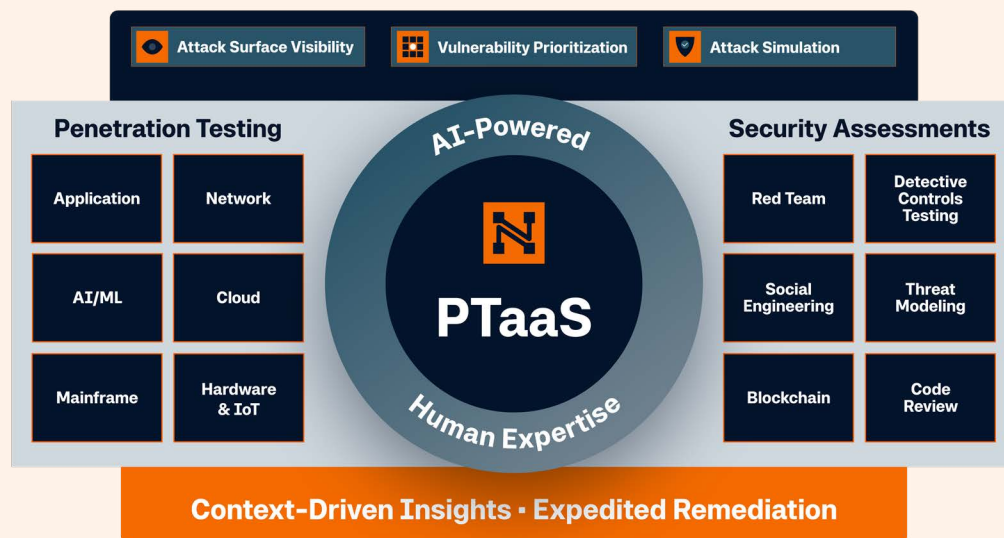 Attack Surface Visibility
Vulnerability Prioritization
Attack Simulation
Penetration Testing
Application
Network
AI/ML
Cloud
Mainframe
Hardware
& IoT
AI-Powered
PTaaS
Human Expertise
Security Assessments
Red Team
Detective
Controls
Testing
Social
Engineering
Threat
Modeling
Blockchain
Code
Review
Context-Driven Insights · Expedited Remediation